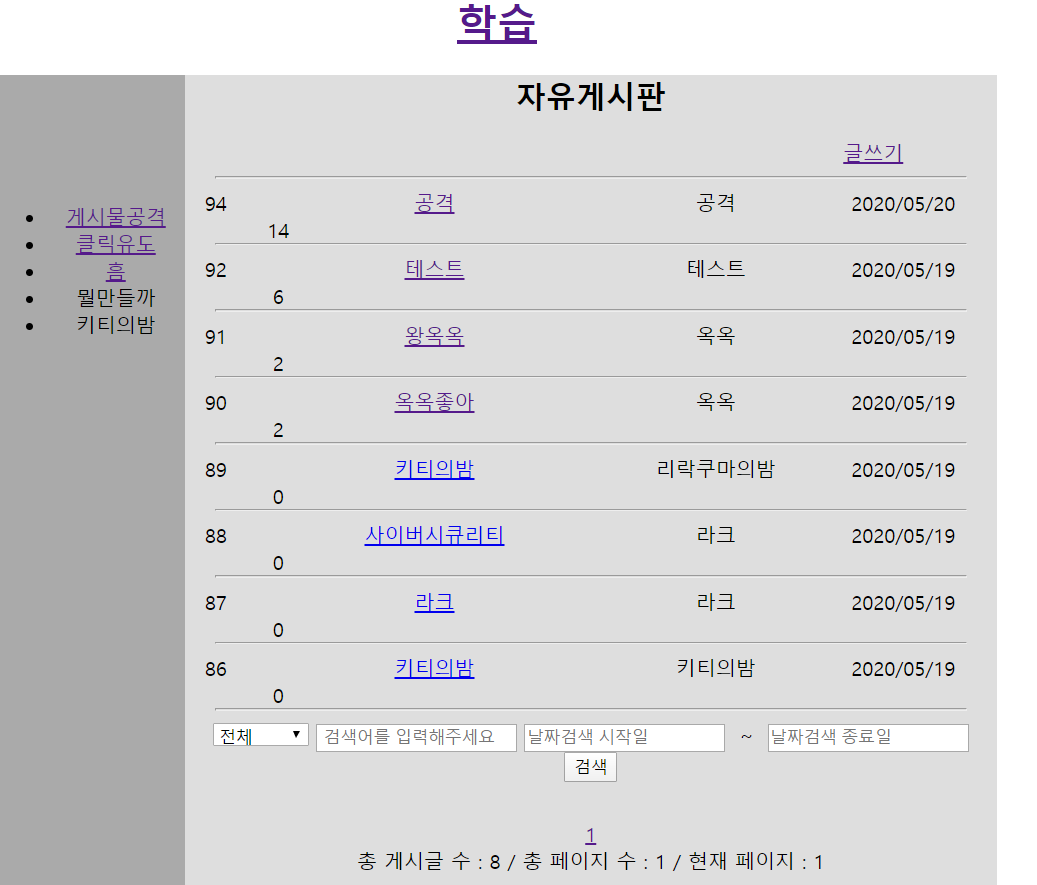 학습
자유게시판
글쓰기
게시물공격
클릭유도
흠
뭘만들까
키티의밤
94 공격 공격 2020/05/20
14
92 테스트 테스트 2020/05/19
6
91 왕옥옥 옥옥 2020/05/19
2
90 옥옥좋아 옥옥 2020/05/19
2
89 키티의밤 리락쿠마의밤 2020/05/19
0
88 사이버시큐리티 라크 2020/05/19
0
87 라크 라크 2020/05/19
0
86 키티의밤 키티의밤 2020/05/19
0
전체 검색어를 입력해주세요 날짜검색 시작일 ~ 날짜검색 종료일
검색
1
총 게시글 수 : 8 / 총 페이지 수 : 1 / 현재 페이지 : 1